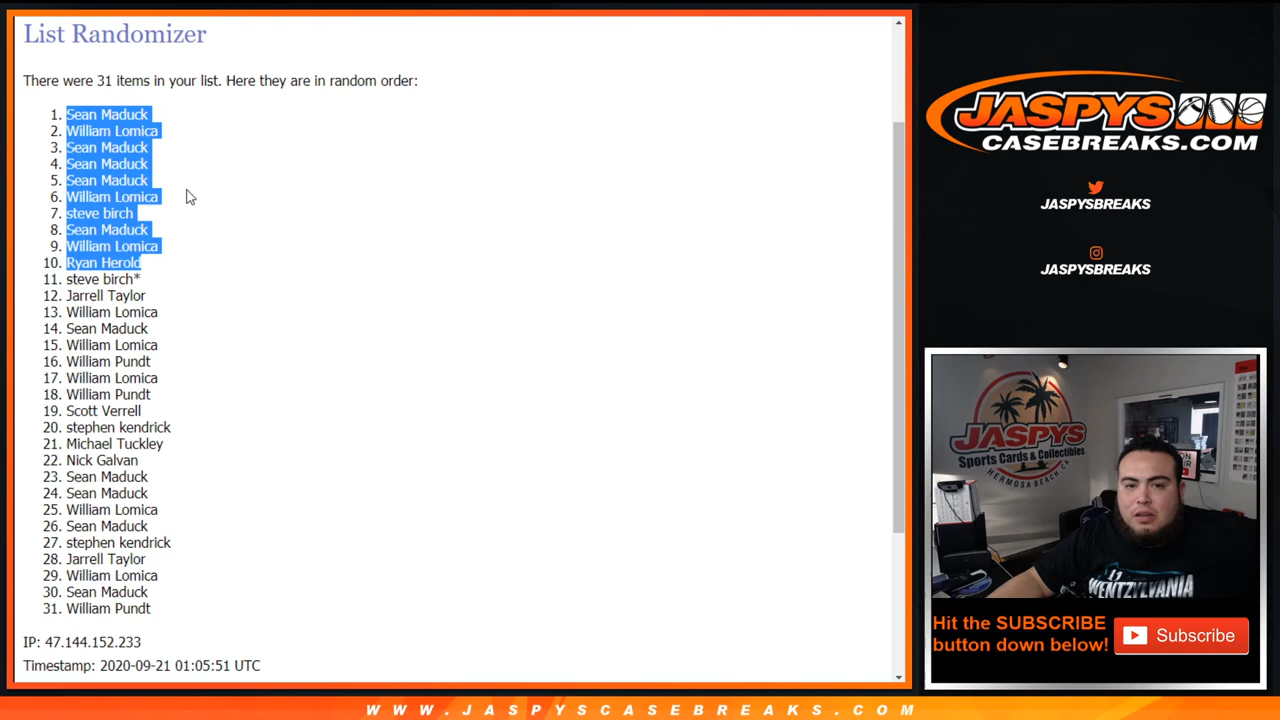 List Randomizer
There were 31 items in your list. Here they are in random order:
1. Sean Maduck
2. William Lomica
3. Sean Maduck
4. Sean Maduck
5. Sean Maduck
6. William Lomica
7. steve birch
8. Sean Maduck
9. William Lomica
10. Ryan Herold
11. steve birch*
12. Jarrell Taylor
13. William Lomica
14. Sean Maduck
15. William Lomica
16. William Pundt
17. William Lomica
18. William Pundt
19. Scott Verrell
20. stephen kendrick
21. Michael Tuckley
22. Nick Galvan
23. Sean Maduck
24. Sean Maduck
25. William Lomica
26. Sean Maduck
27. stephen kendrick
28. Jarrell Taylor
29. William Lomica
30. Sean Maduck
31. William Pundt
IP: 47.144.152.233
Timestamp: 2020-09-21 01:05:51 UTC
JASPYS
CASEBREAKS.COM
JASPYSBREAKS
JASPYSBREAKS
JASPYS
Sports Cards & Collectibles
HERMOSA BEACH, CA
WENTZYLVANIA
Hit the SUBSCRIBE
button down below!
Subscribe
WWW.JASPYSCASEBREAKS.COM